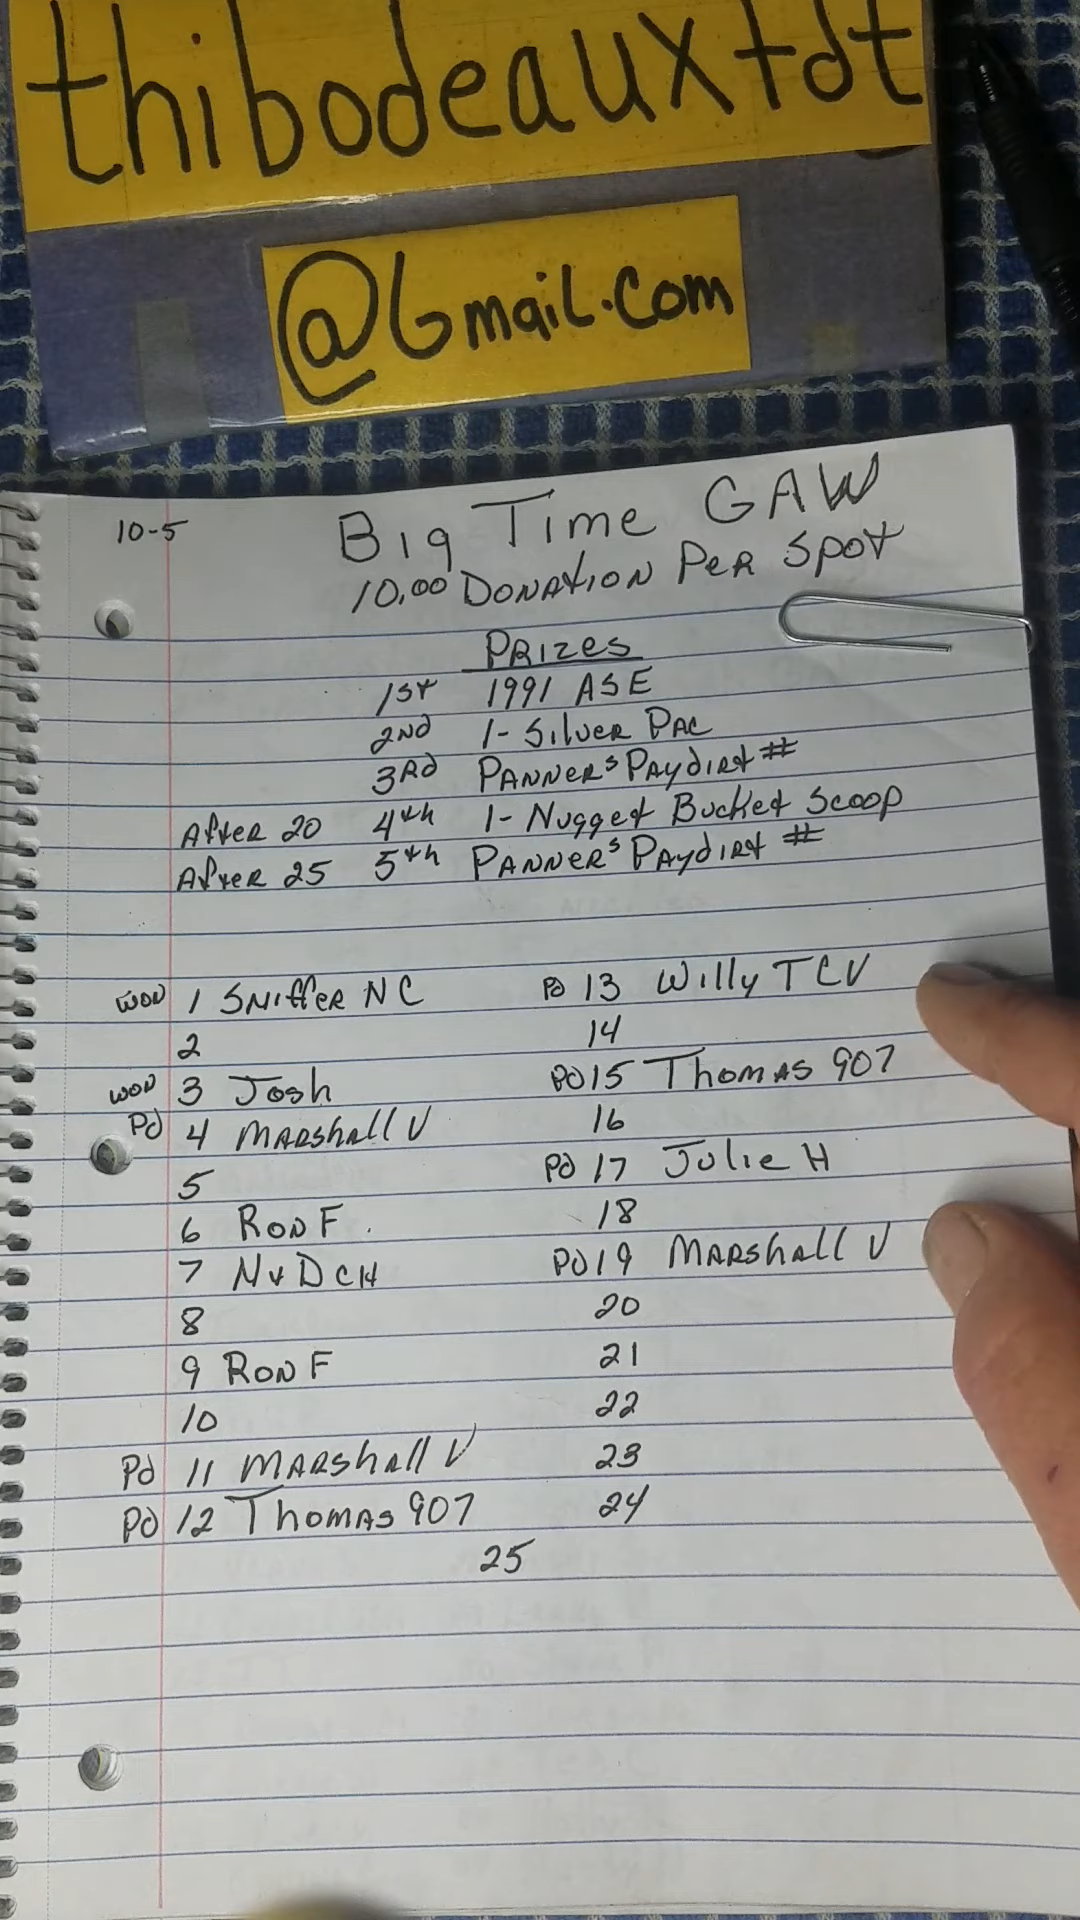 thibodeauxtdt
@Gmail.com
10-5
Big Time GAW
10.00 Donation Per Spot
Prizes
1st 1991 ASE
2nd 1- Silver Pac
3rd Panner's Paydirt #
After 20 4th 1- Nugget Bucket Scoop
After 25 5th Panner's Paydirt #
won 1 Sniffer NC
2
won 3 Josh
Pd 4 Marshall V
5
6 Ron F.
7 NvDCH
8
9 Ron F
10
Pd 11 Marshall V
Pd 12 Thomas 907
Pd 13 Willy TCV
14
Pd 15 Thomas 907
16
Pd 17 Julie H
18
Pd 19 Marshall V
20
21
22
23
24
25